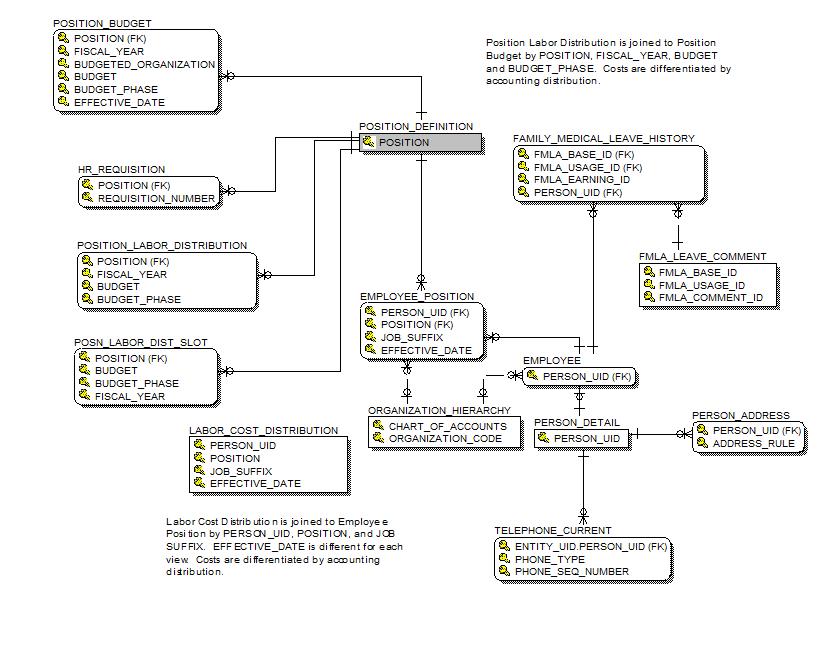 POSITION_BUDGET
POSITION (FK)
FISCAL_YEAR
BUDGETED_ORGANIZATION
BUDGET
BUDGET_PHASE
EFFECTIVE_DATE
Position Labor Distribution is joined to Position
Budget by POSITION, FISCAL_YEAR, BUDGET
and BUDGET_PHASE. Costs are differentiated by
accounting distribution.
POSITION_DEFINITION
POSITION
FAMILY_MEDICAL_LEAVE_HISTORY
FMLA_BASE_ID (FK)
FMLA_USAGE_ID (FK)
FMLA_EARNING_ID
PERSON_UID (FK)
HR_REQUISITION
POSITION (FK)
REQUISITION_NUMBER
POSITION_LABOR_DISTRIBUTION
POSITION (FK)
FISCAL_YEAR
BUDGET
BUDGET_PHASE
FMLA_LEAVE_COMMENT
FMLA_BASE_ID
FMLA_USAGE_ID
FMLA_COMMENT_ID
EMPLOYEE_POSITION
PERSON_UID (FK)
POSITION (FK)
JOB_SUFFIX
EFFECTIVE_DATE
POSN_LABOR_DIST_SLOT
POSITION (FK)
BUDGET
BUDGET_PHASE
FISCAL_YEAR
EMPLOYEE
PERSON_UID (FK)
ORGANIZATION_HIERARCHY
CHART_OF_ACCOUNTS
ORGANIZATION_CODE
PERSON_DETAIL
PERSON_UID
PERSON_ADDRESS
PERSON_UID (FK)
ADDRESS_RULE
LABOR_COST_DISTRIBUTION
PERSON_UID
POSITION
JOB_SUFFIX
EFFECTIVE_DATE
Labor Cost Distribution is joined to Employee
Position by PERSON_UID, POSITION, and JOB
SUFFIX. EFFECTIVE_DATE is different for each
view. Costs are differentiated by accounting
distribution.
TELEPHONE_CURRENT
ENTITY_UID.PERSON_UID (FK)
PHONE_TYPE
PHONE_SEQ_NUMBER